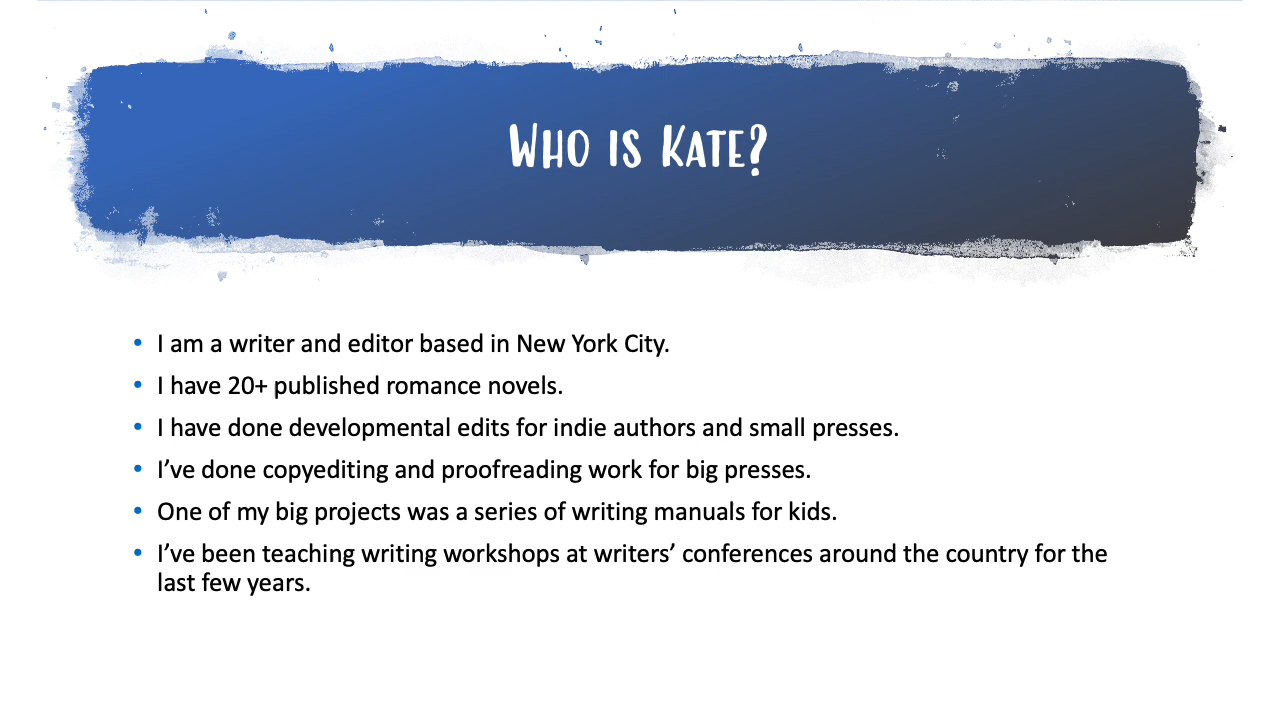 Who is Kate?
• I am a writer and editor based in New York City.
• I have 20+ published romance novels.
• I have done developmental edits for indie authors and small presses.
• I’ve done copyediting and proofreading work for big presses.
• One of my big projects was a series of writing manuals for kids.
• I’ve been teaching writing workshops at writers’ conferences around the country for the
last few years.